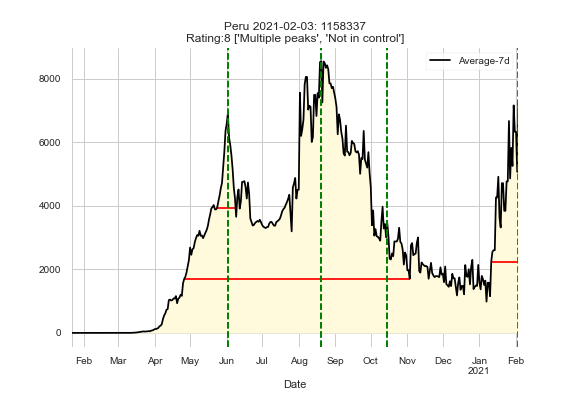 Peru 2021-02-03: 1158337
Rating:8 ['Multiple peaks', 'Not in control']
Average-7d
8000
6000
4000
2000
0
Feb Mar Apr May Jun Jul Aug Sep Oct Nov Dec Jan Feb
2021
Date